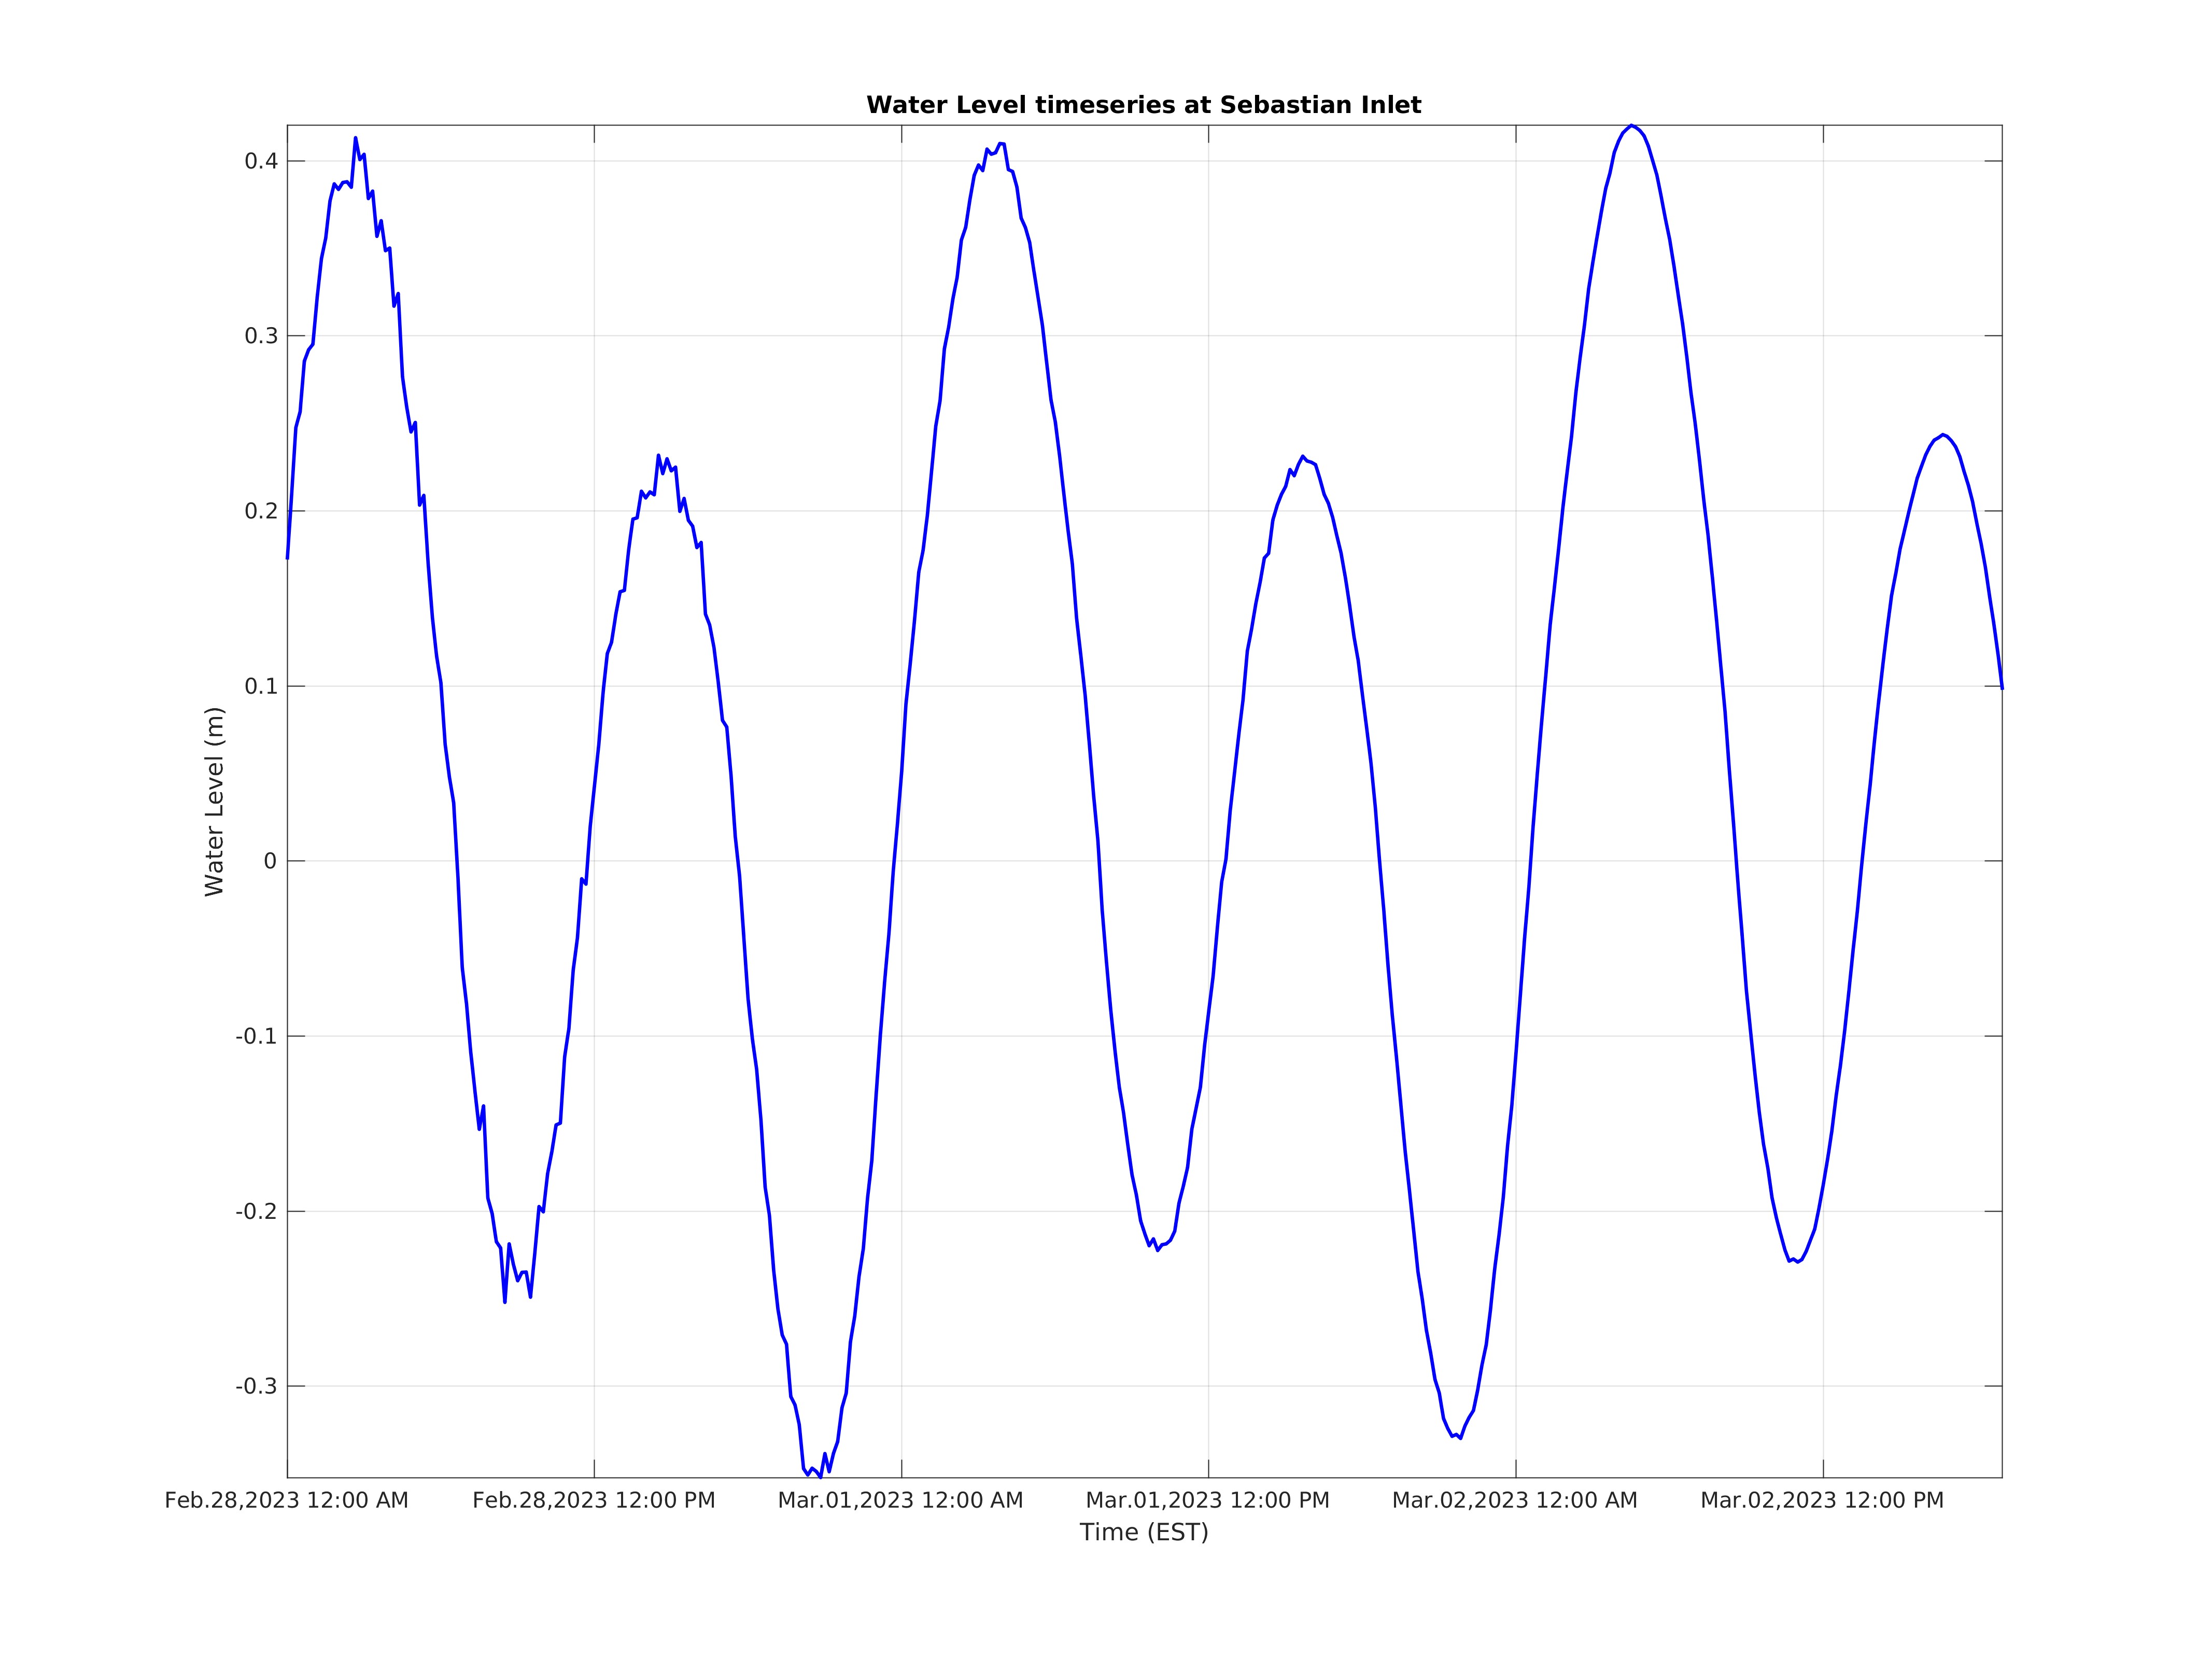 Water Level timeseries at Sebastian Inlet
0.4
0.3
0.2
0.1
0
-0.1
-0.2
-0.3
Water Level (m)
Feb.28,2023 12:00 AM Feb.28,2023 12:00 PM Mar.01,2023 12:00 AM Mar.01,2023 12:00 PM Mar.02,2023 12:00 AM Mar.02,2023 12:00 PM
Time (EST)